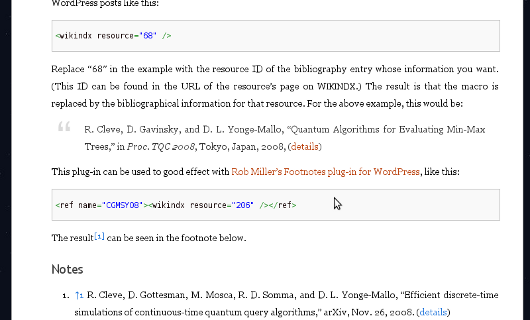 WordPress posts like this:
<wikindx resource="68" />
Replace "68" in the example with the resource ID of the bibliography entry whose information you want.
(This ID can be found in the URL of the resource's page on WIKINDX.) The result is that the macro is
replaced by the bibliographical information for that resource. For the above example, this would be:
R. Cleve, D. Gavinsky, and D. L. Yonge-Mallo, "Quantum Algorithms for Evaluating Min-Max
Trees," in Proc. TQC 2008, Tokyo, Japan, 2008, (details)
This plug-in can be used to good effect with Rob Miller's Footnotes plug-in for WordPress, like this:
<ref name="CGMSY08"><wikindx resource="206" /></ref>
The result[1] can be seen in the footnote below.
Notes
1. ↑1 R. Cleve, D. Gottesman, M. Mosca, R. D. Somma, and D. L. Yonge-Mallo, "Efficient discrete-time
simulations of continuous-time quantum query algorithms," arXiv, Nov. 26, 2008. (details)